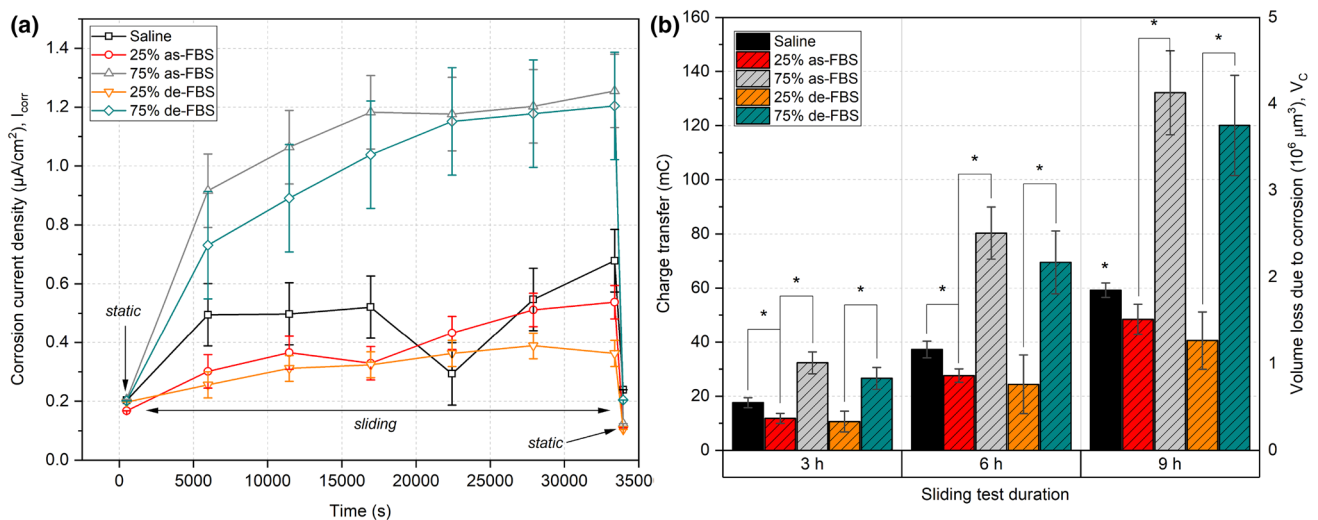 (a)
Corrosion current density (µA/cm²), Icorr
1.4
1.2
1.0
0.8
0.6
0.4
0.2
0.0
Saline
25% as-FBS
75% as-FBS
25% de-FBS
75% de-FBS
static
sliding
static
0 5000 10000 15000 20000 25000 30000 35000
Time (s)
(b)
Charge transfer (mC)
160
140
120
100
80
60
40
20
0
Saline
25% as-FBS
75% as-FBS
25% de-FBS
75% de-FBS
* *
* *
* *
* * *
* *
3 h 6 h 9 h
Sliding test duration
5
4
3
2
1
0
Volume loss due to corrosion (10⁶ µm³), VC